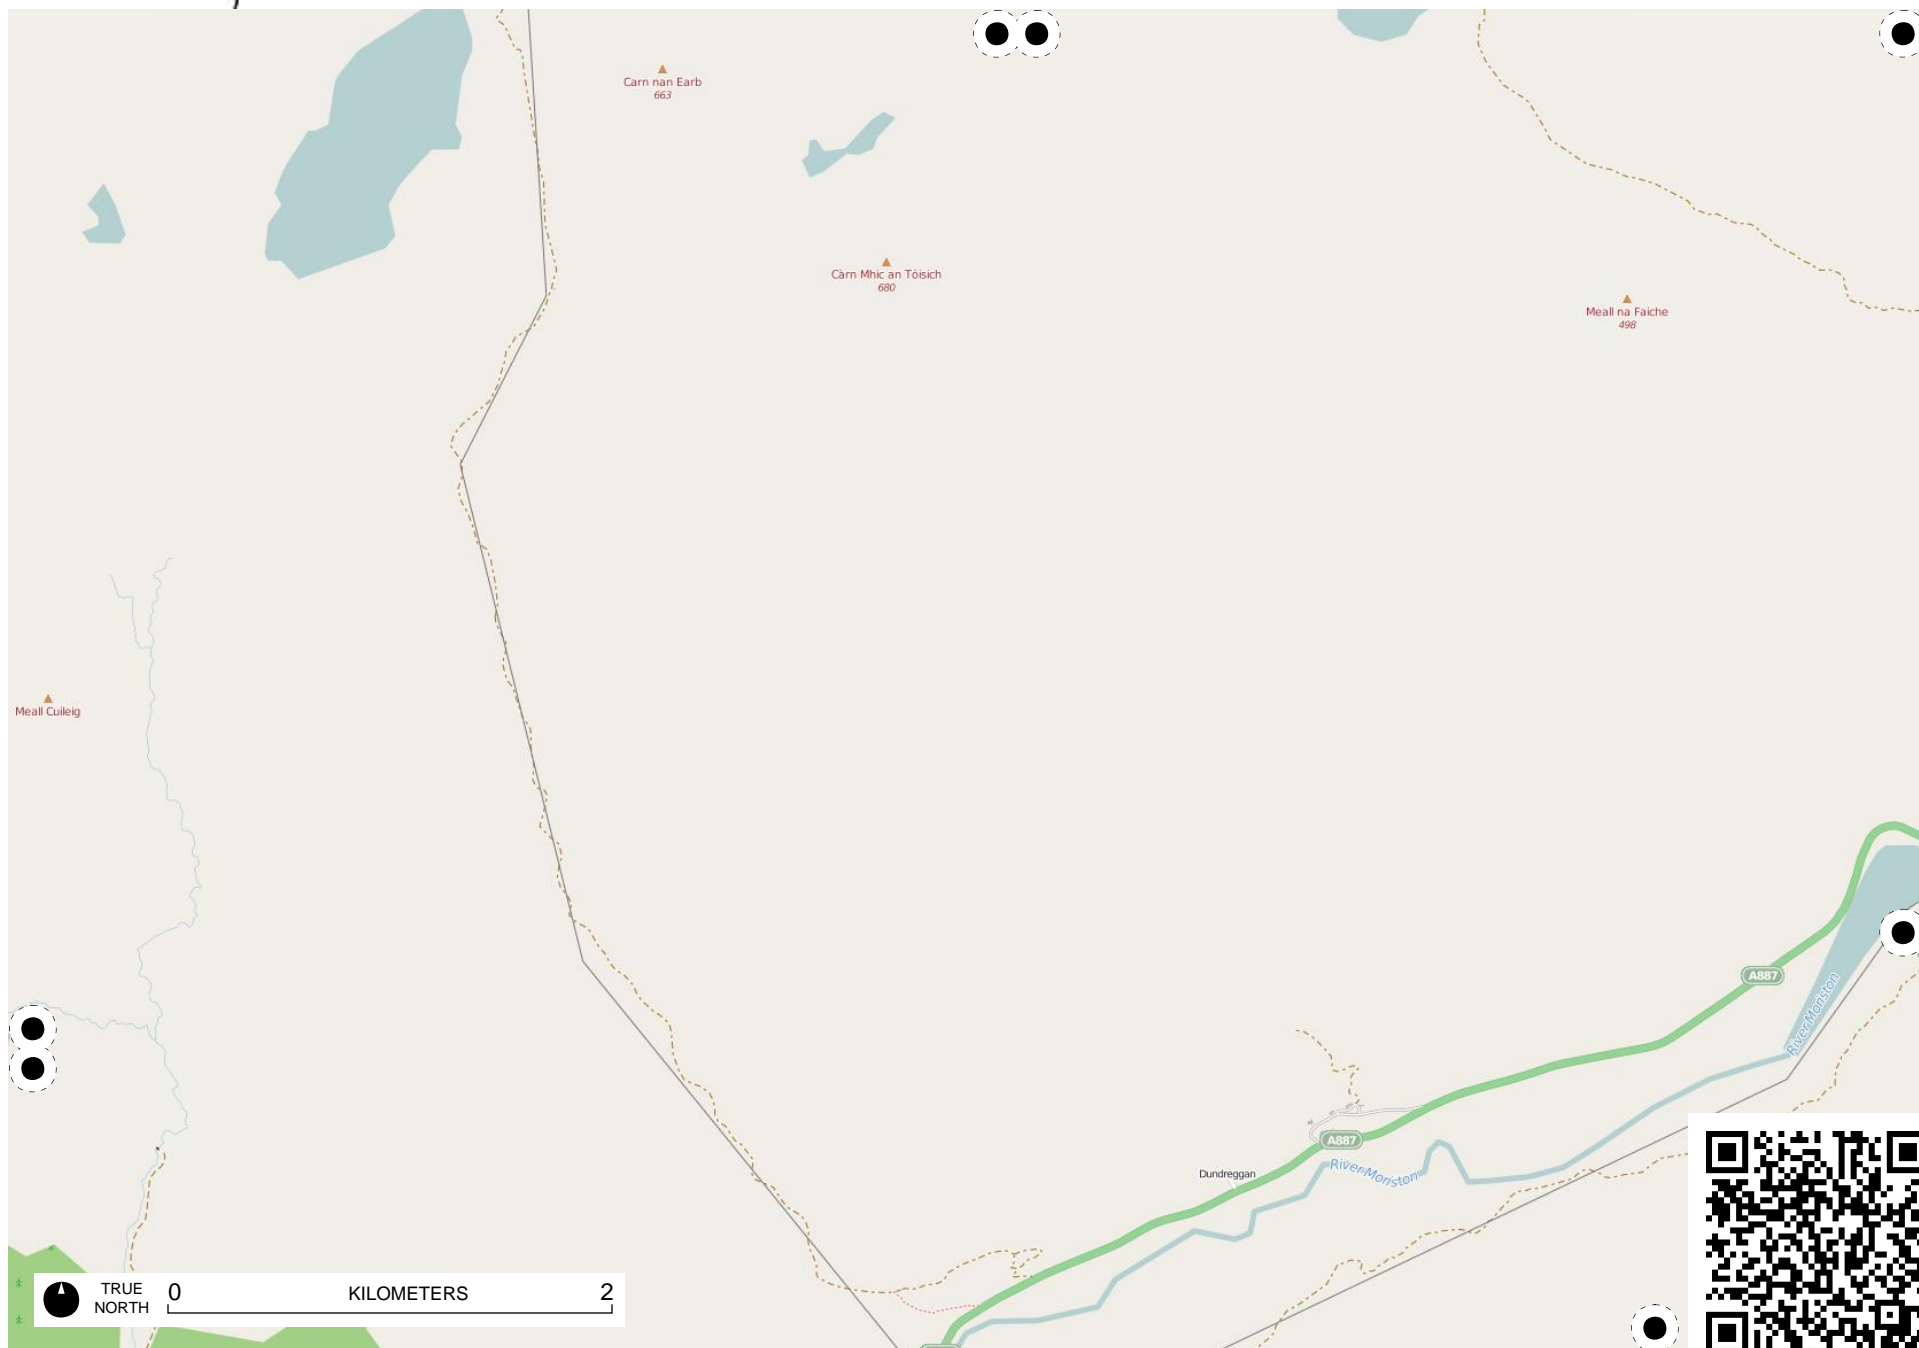 Carn nan Earb
663
Càrn Mhic an Tòisich
680
Meall na Faiche
498
Meall Cuileig
A887
River Moriston
A887
River Moriston
Dundreggan
TRUE
NORTH
0 KILOMETERS 2